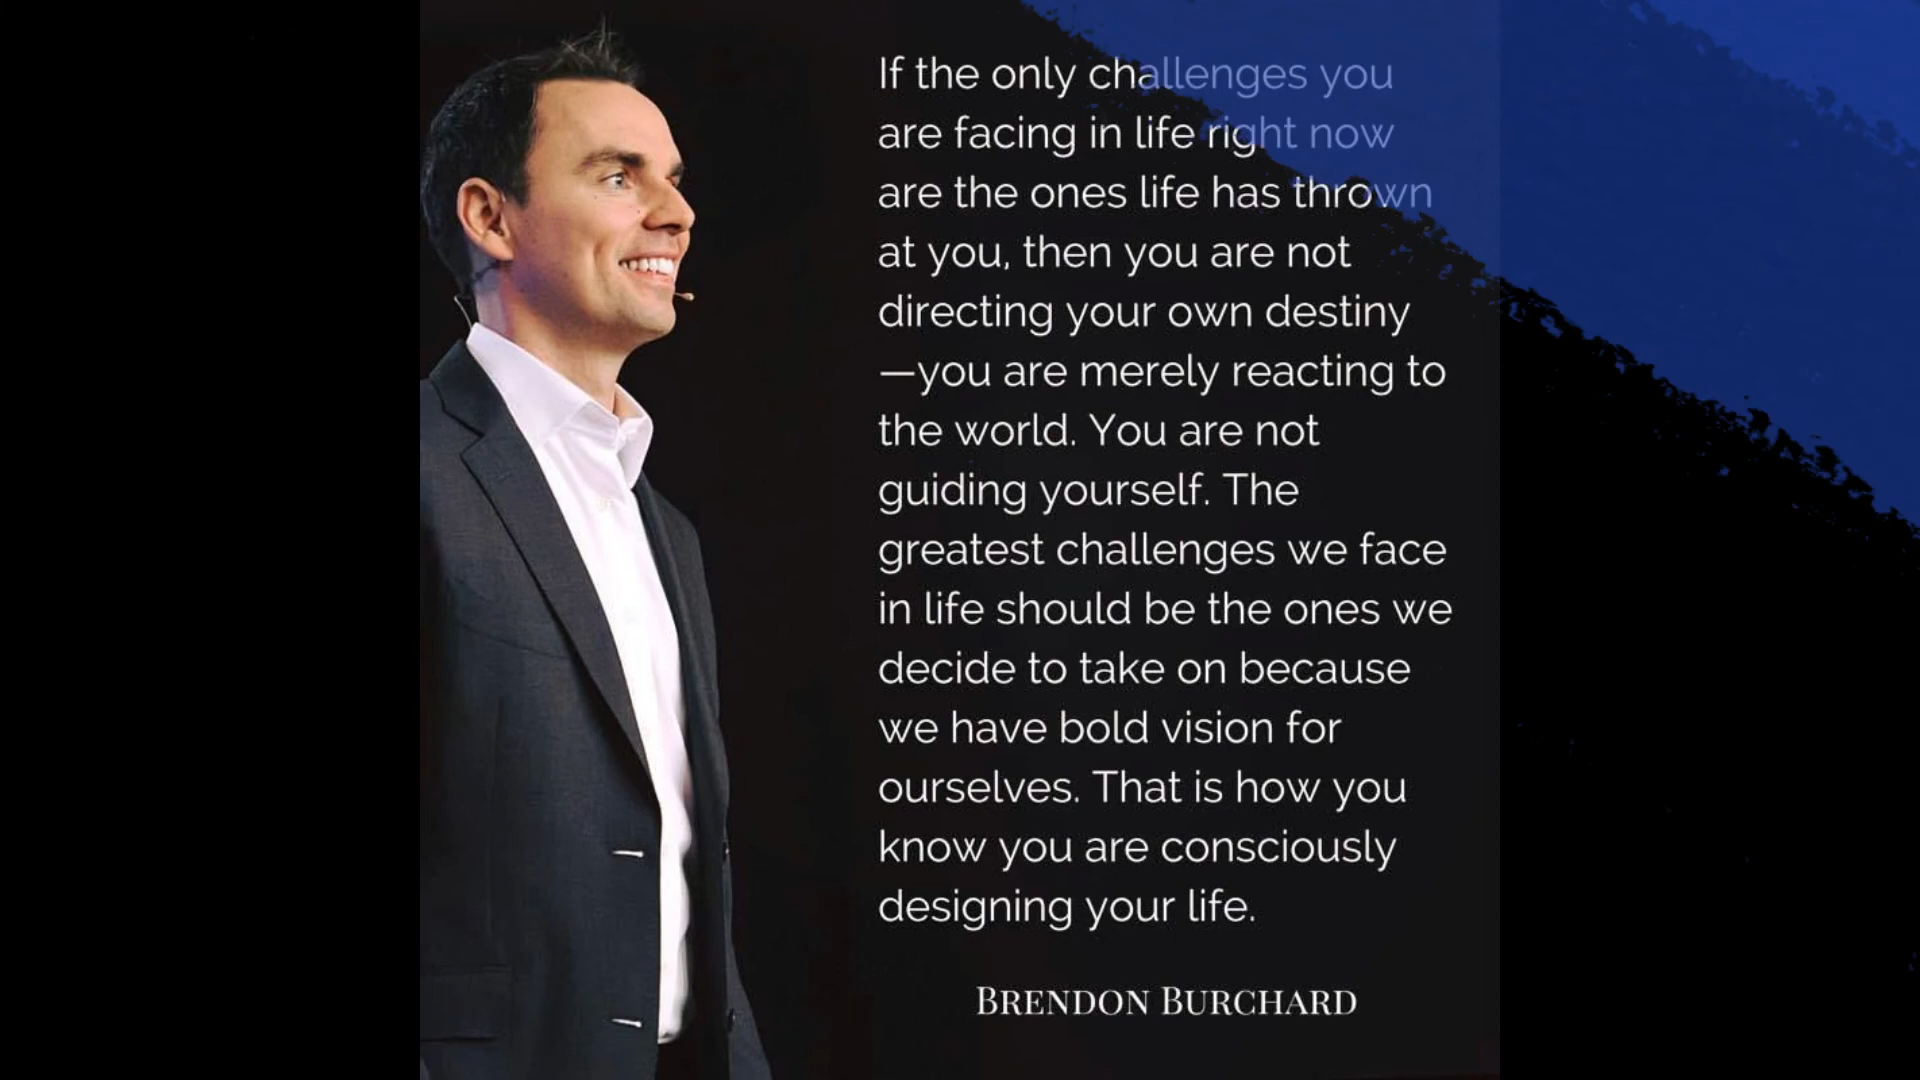 If the only challenges you
are facing in life right now
are the ones life has thrown
at you, then you are not
directing your own destiny
—you are merely reacting to
the world. You are not
guiding yourself. The
greatest challenges we face
in life should be the ones we
decide to take on because
we have bold vision for
ourselves. That is how you
know you are consciously
designing your life.
BRENDON BURCHARD